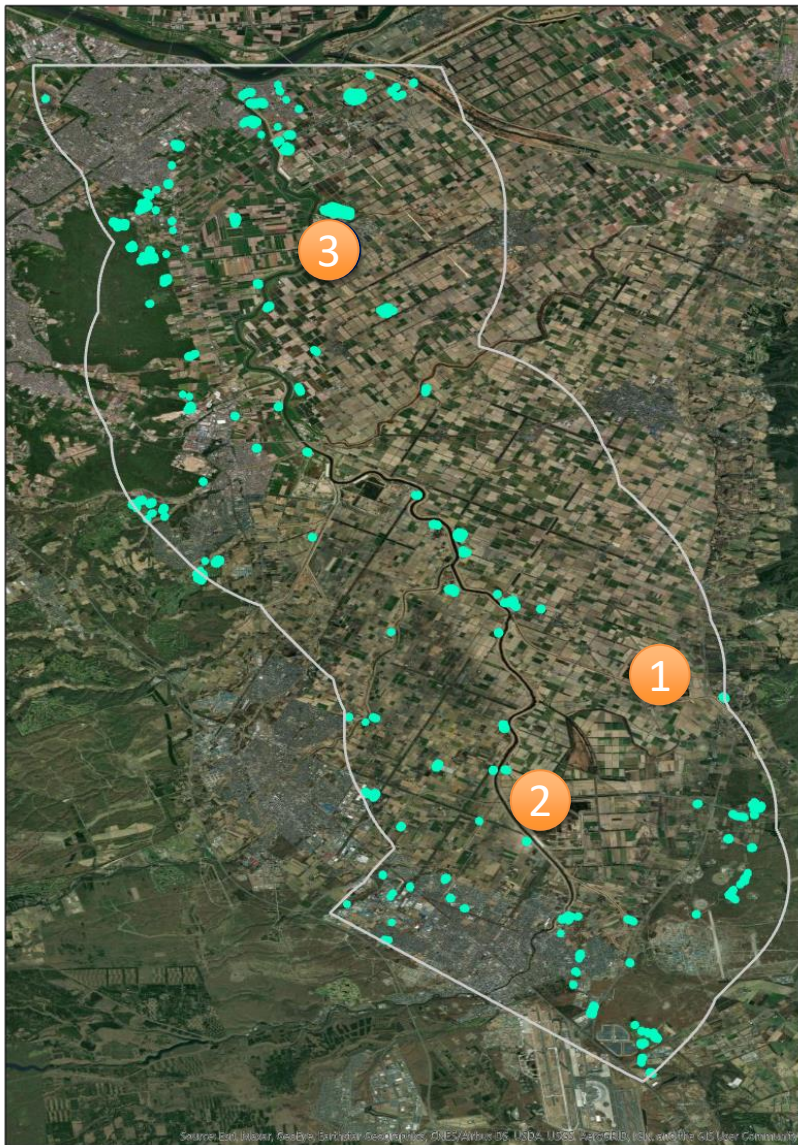 3
1
2
Source: Esri, Maxar, GeoEye, Earthstar Geographics, CNES/Airbus DS, USDA, USGS, AeroGRID, IGN, and the GIS User Community